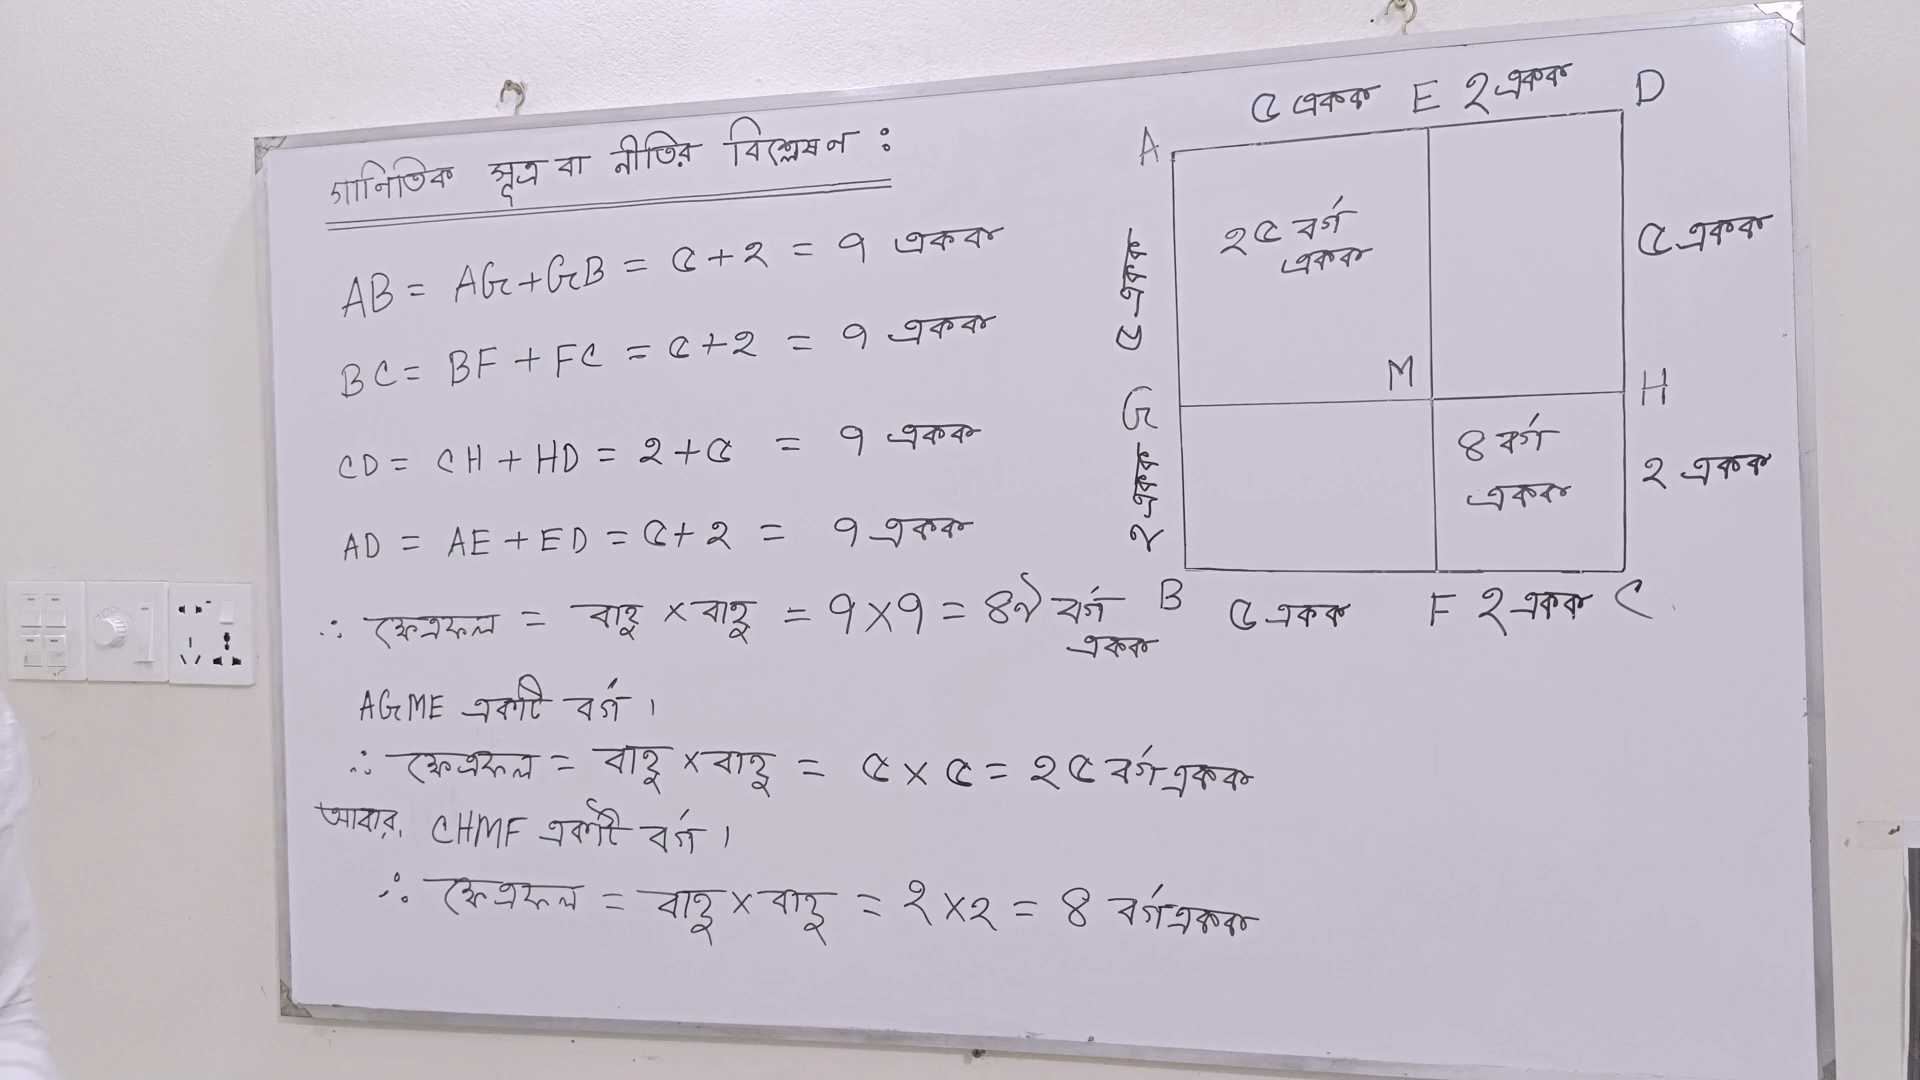 গানিতিক সূত্র বা নীতির বিশ্লেষন :
AB = AG+GB = ৫+২ = ৭ একক
BC = BF + FC = ৫+২ = ৭ একক
CD = CH + HD = ২+৫ = ৭ একক
AD = AE + ED = ৫+২ = ৭ একক
∴ ক্ষেত্রফল = বাহু × বাহু = ৭×৭ = ৪৯ বর্গ
একক
AGME একটি বর্গ।
∴ ক্ষেত্রফল = বাহু × বাহু = ৫ × ৫ = ২৫ বর্গএকক
আবার, CHMF একটি বর্গ।
∴ ক্ষেত্রফল = বাহু × বাহু = ২×২ = ৪ বর্গএকক
৫ একক E ২ একক D
A
২৫ বর্গ
একক
৫ একক
৫ একক
M
H
G
৪ বর্গ
একক
২ একক
২ একক
B ৫ একক F ২ একক C